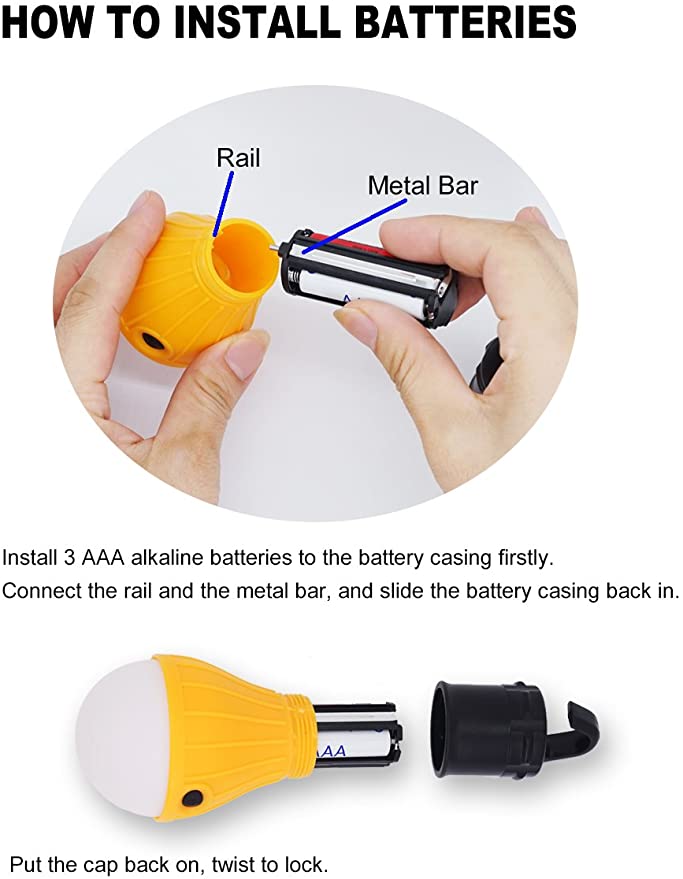 HOW TO INSTALL BATTERIES
Rail
Metal Bar
Install 3 AAA alkaline batteries to the battery casing firstly.
Connect the rail and the metal bar, and slide the battery casing back in.
AAA
Put the cap back on, twist to lock.